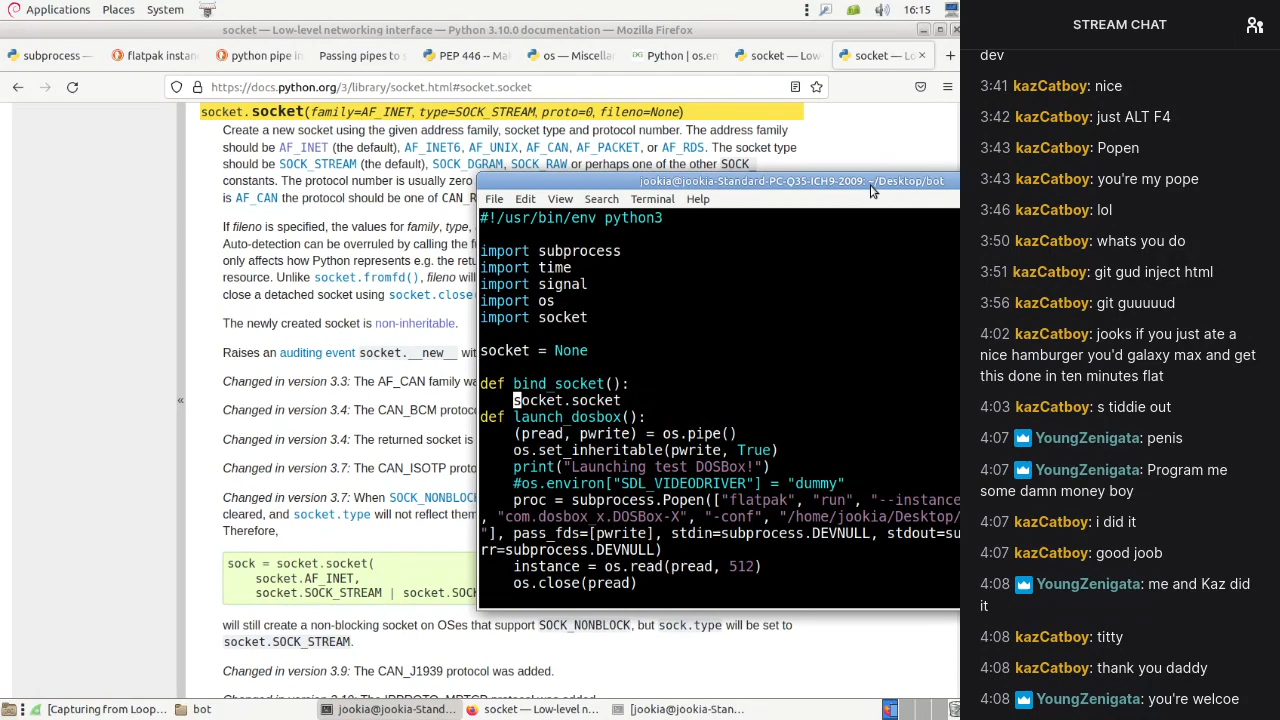 Applications Places System 16:15
socket — Low-level networking interface — Python 3.10.0 documentation — Mozilla Firefox
subprocess — flatpak instan python pipe in Passing pipes to s PEP 446 -- Ma os — Miscellan Python | os.en socket — Low- socket — Lo
https://docs.python.org/3/library/socket.html#socket.socket
socket.socket(family=AF_INET, type=SOCK_STREAM, proto=0, fileno=None)
Create a new socket using the given address family, socket type and protocol number. The address family
should be AF_INET (the default), AF_INET6, AF_UNIX, AF_CAN, AF_PACKET, or AF_RDS. The socket type
should be SOCK_STREAM (the default), SOCK_DGRAM, SOCK_RAW or perhaps one of the other SOCK_
constants. The protocol number is usually zero
is AF_CAN the protocol should be one of CAN_R
If fileno is specified, the values for family, type,
Auto-detection can be overruled by calling the f
only affects how Python represents e.g. the retu
resource. Unlike socket.fromfd(), fileno will
close a detached socket using socket.close
The newly created socket is non-inheritable.
Raises an auditing event socket.__new__ wit
Changed in version 3.3: The AF_CAN family wa
Changed in version 3.4: The CAN_BCM protoco
Changed in version 3.4: The returned socket is
Changed in version 3.7: The CAN_ISOTP proto
Changed in version 3.7: When SOCK_NONBLOCK
cleared, and socket.type will not reflect them
Therefore,
sock = socket.socket(
socket.AF_INET,
socket.SOCK_STREAM | socket.SOC
will still create a non-blocking socket on OSes that support SOCK_NONBLOCK, but sock.type will be set to
socket.SOCK_STREAM.
Changed in version 3.9: The CAN_J1939 protocol was added.
jookia@jookia-Standard-PC-Q35-ICH9-2009: ~/Desktop/bot
File Edit View Search Terminal Help
#!/usr/bin/env python3
import subprocess
import time
import signal
import os
import socket
socket = None
def bind_socket():
socket.socket
def launch_dosbox():
(pread, pwrite) = os.pipe()
os.set_inheritable(pwrite, True)
print("Launching test DOSBox!")
#os.environ["SDL_VIDEODRIVER"] = "dummy"
proc = subprocess.Popen(["flatpak", "run", "--instance
, "com.dosbox_x.DOSBox-X", "-conf", "/home/jookia/Desktop/
"], pass_fds=[pwrite], stdin=subprocess.DEVNULL, stdout=su
rr=subprocess.DEVNULL)
instance = os.read(pread, 512)
os.close(pread)
[Capturing from Loop... bot jookia@jookia-Stand... socket — Low-level n... [jookia@jookia-Stan...
STREAM CHAT
dev
3:41 kazCatboy: nice
3:42 kazCatboy: just ALT F4
3:43 kazCatboy: Popen
3:43 kazCatboy: you're my pope
3:46 kazCatboy: lol
3:50 kazCatboy: whats you do
3:51 kazCatboy: git gud inject html
3:56 kazCatboy: git guuuuud
4:02 kazCatboy: jooks if you just ate a
nice hamburger you'd galaxy max and get
this done in ten minutes flat
4:03 kazCatboy: s tiddie out
4:07 YoungZenigata: penis
4:07 YoungZenigata: Program me
some damn money boy
4:07 kazCatboy: i did it
4:07 kazCatboy: good joob
4:08 YoungZenigata: me and Kaz did
it
4:08 kazCatboy: titty
4:08 kazCatboy: thank you daddy
4:08 YoungZenigata: you're welcoe